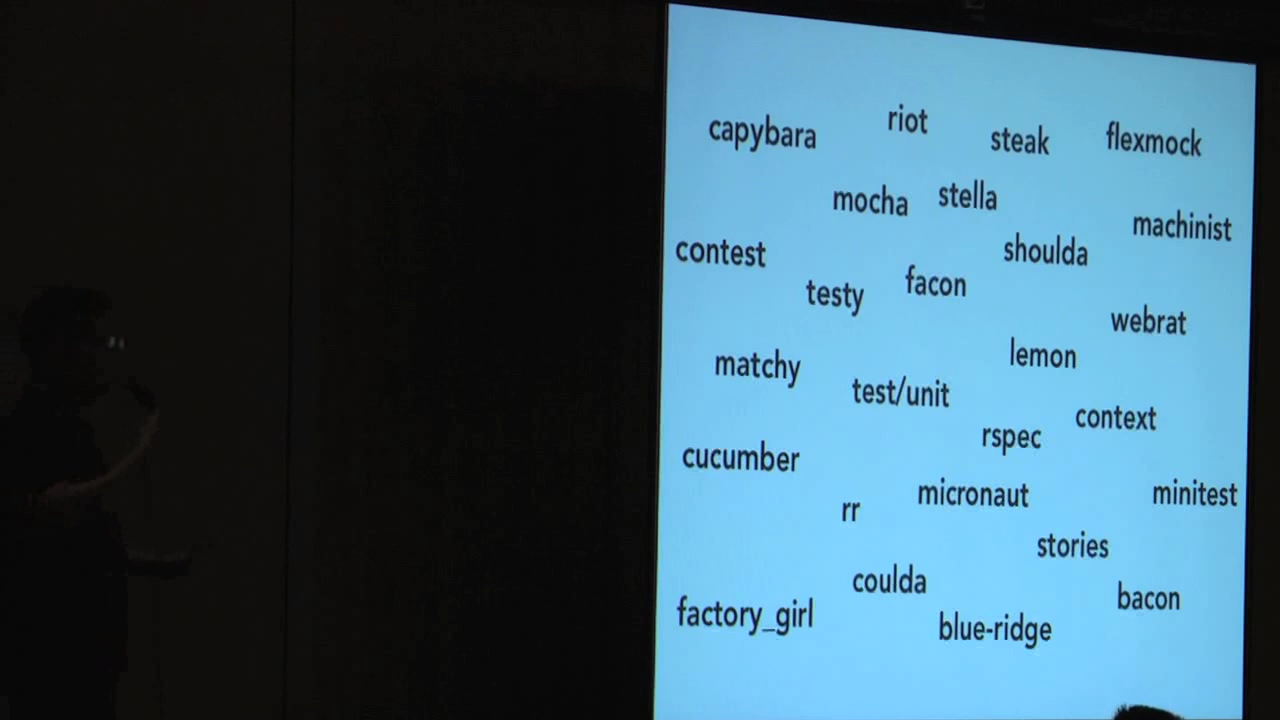 capybara
riot
steak
flexmock
mocha
stella
machinist
contest
shoulda
testy
facon
webrat
lemon
matchy
test/unit
context
rspec
cucumber
micronaut
minitest
rr
stories
coulda
bacon
factory_girl
blue-ridge